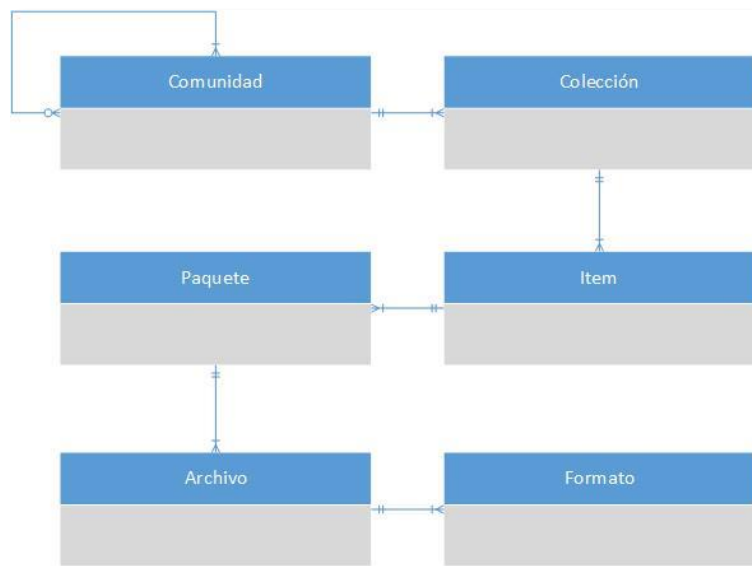 Comunidad
Colección
Paquete
Item
Archivo
Formato